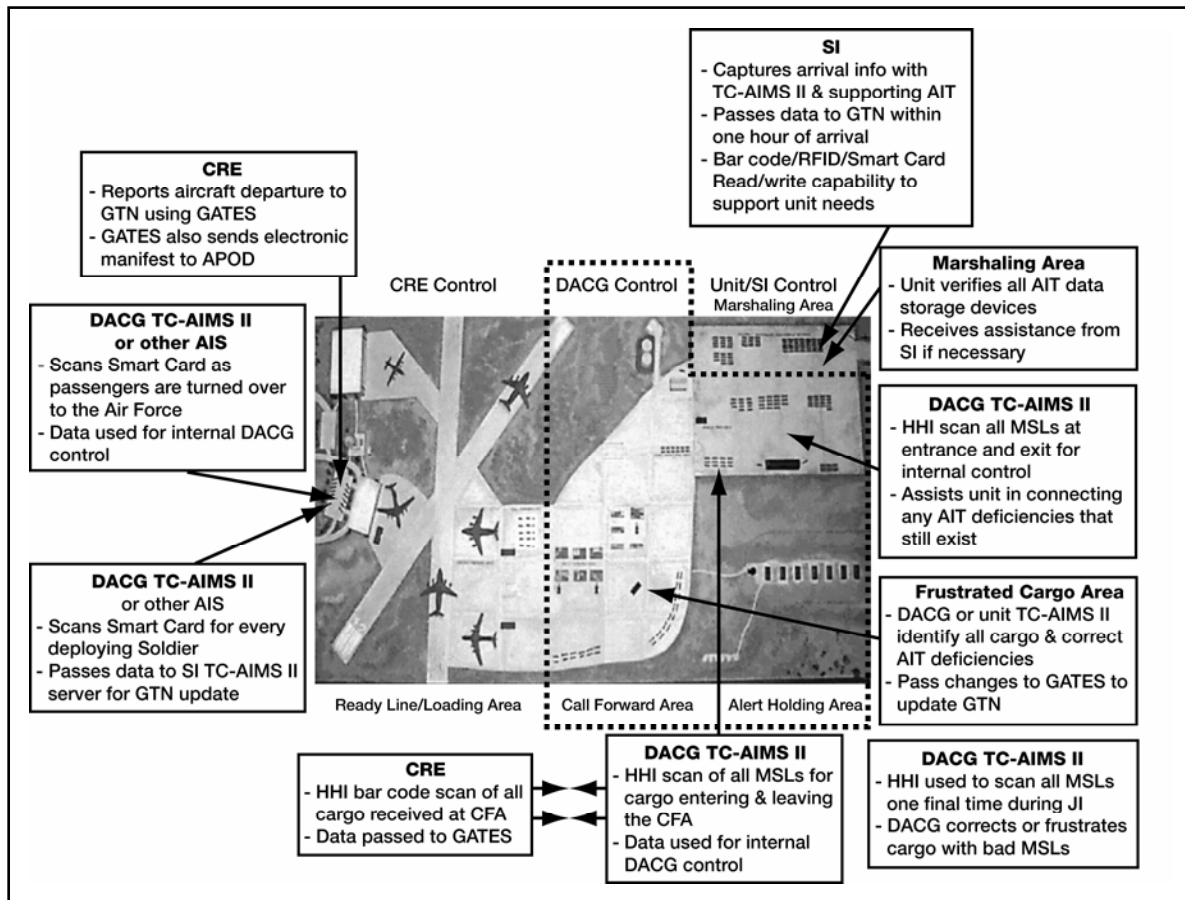 SI
- Captures arrival info with
TC-AIMS II & supporting AIT
- Passes data to GTN within
one hour of arrival
- Bar code/RFID/Smart Card
Read/write capability to
support unit needs
CRE
- Reports aircraft departure to
GTN using GATES
- GATES also sends electronic
manifest to APOD
CRE Control
DACG Control
Unit/SI Control
Marshaling Area
Marshaling Area
- Unit verifies all AIT data
storage devices
- Receives assistance from
SI if necessary
DACG TC-AIMS II
or other AIS
- Scans Smart Card as
passengers are turned over
to the Air Force
- Data used for internal DACG
control
DACG TC-AIMS II
- HHI scan all MSLs at
entrance and exit for
internal control
- Assists unit in connecting
any AIT deficiencies that
still exist
DACG TC-AIMS II
or other AIS
- Scans Smart Card for every
deploying Soldier
- Passes data to SI TC-AIMS II
server for GTN update
Frustrated Cargo Area
- DACG or unit TC-AIMS II
identify all cargo & correct
AIT deficiencies
- Pass changes to GATES to
update GTN
Ready Line/Loading Area
Call Forward Area
Alert Holding Area
CRE
- HHI bar code scan of all
cargo received at CFA
- Data passed to GATES
DACG TC-AIMS II
- HHI scan of all MSLs for
cargo entering & leaving
the CFA
- Data used for internal
DACG control
DACG TC-AIMS II
- HHI used to scan all MSLs
one final time during JI
- DACG corrects or frustrates
cargo with bad MSLs